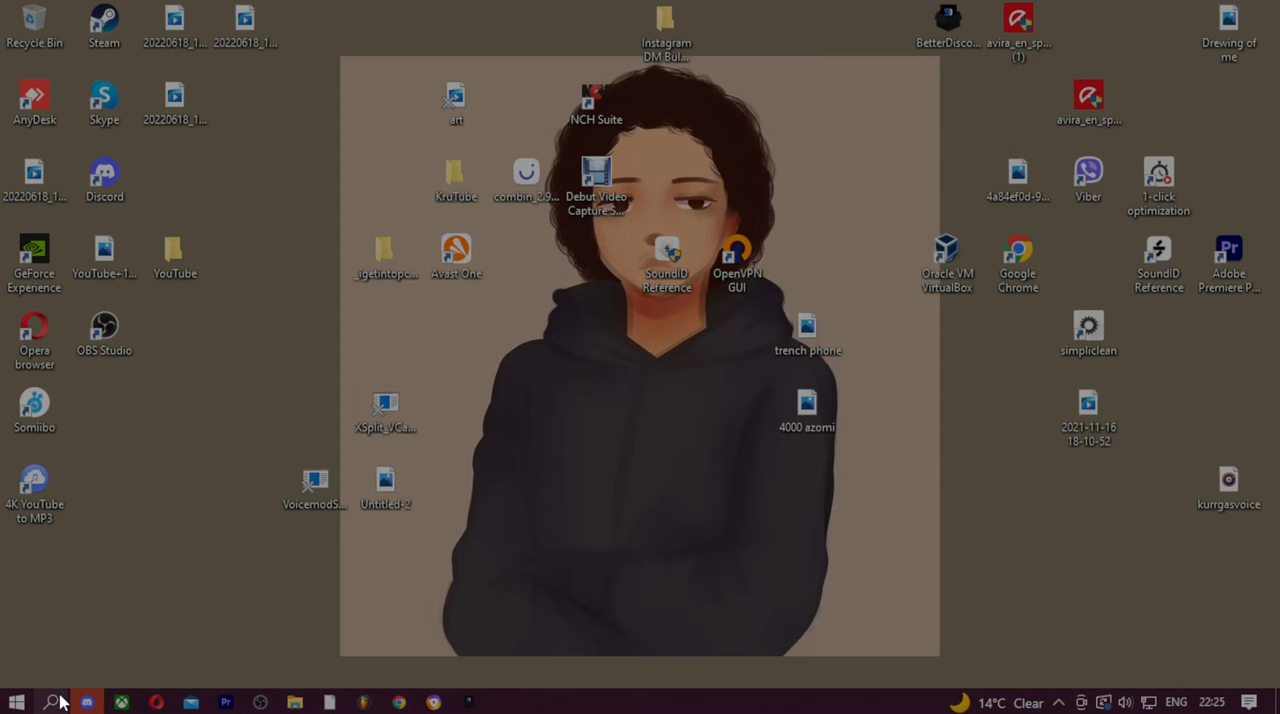 Recycle Bin
Steam
20220618_1...
20220618_1...
Instagram
DM Bul...
BetterDisco...
avira_en_sp...
(1)
Drewing of
me
AnyDesk
Skype
20220618_1...
art
NCH Suite
avira_en_sp...
20220618_1...
Discord
KruTube
combin_2.9...
Debut Video
Capture S...
4a84ef0d-9...
Viber
1-click
optimization
GeForce
Experience
YouTube+1...
YouTube
_igetintopc...
Avast One
SoundID
Reference
OpenVPN
GUI
Oracle VM
VirtualBox
Google
Chrome
SoundID
Reference
Adobe
Premiere P...
Opera
browser
OBS Studio
trench phone
simpliclean
Somiibo
XSplit_VCa...
4000 azomi
2021-11-16
18-10-52
4K YouTube
to MP3
VoicemodS...
Untitled-2
kurrgasvoice
14°C Clear
ENG
22:25